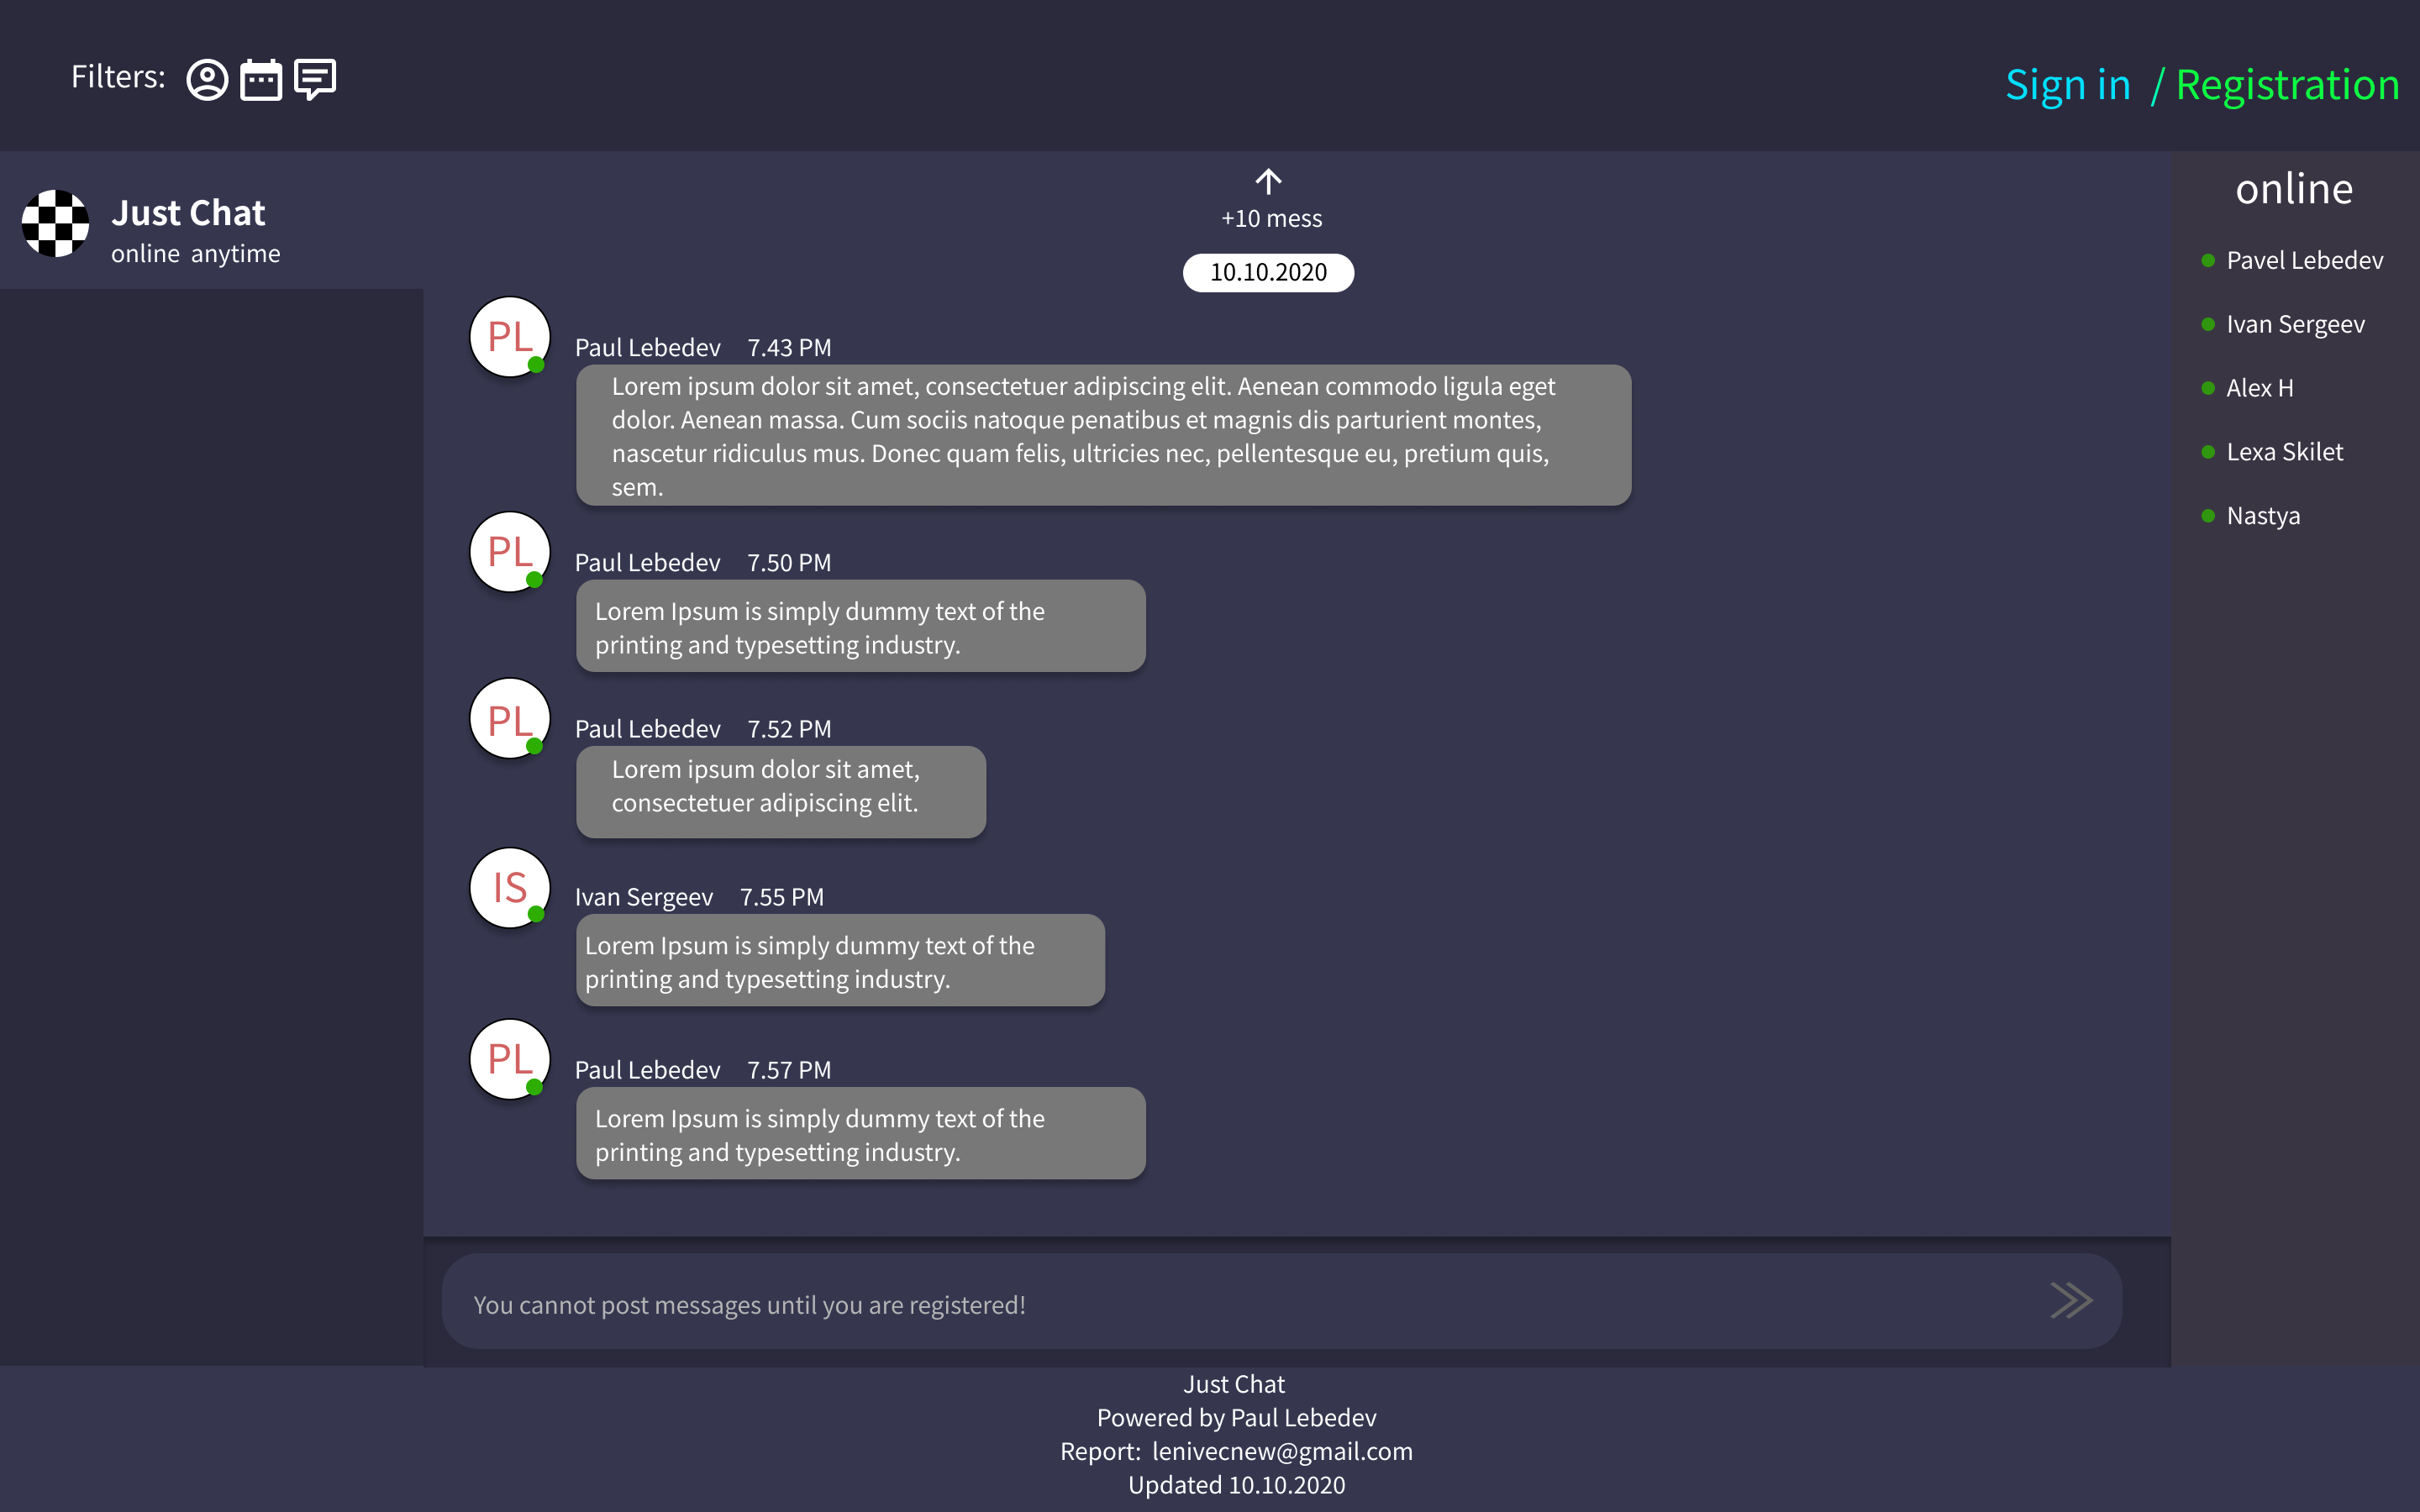 Filters:
Sign in / Registration
Just Chat
online anytime
+10 mess
10.10.2020
PL
Paul Lebedev 7.43 PM
Lorem ipsum dolor sit amet, consectetuer adipiscing elit. Aenean commodo ligula eget
dolor. Aenean massa. Cum sociis natoque penatibus et magnis dis parturient montes,
nascetur ridiculus mus. Donec quam felis, ultricies nec, pellentesque eu, pretium quis,
sem.
PL
Paul Lebedev 7.50 PM
Lorem Ipsum is simply dummy text of the
printing and typesetting industry.
PL
Paul Lebedev 7.52 PM
Lorem ipsum dolor sit amet,
consectetuer adipiscing elit.
IS
Ivan Sergeev 7.55 PM
Lorem Ipsum is simply dummy text of the
printing and typesetting industry.
PL
Paul Lebedev 7.57 PM
Lorem Ipsum is simply dummy text of the
printing and typesetting industry.
You cannot post messages until you are registered!
online
Pavel Lebedev
Ivan Sergeev
Alex H
Lexa Skilet
Nastya
Just Chat
Powered by Paul Lebedev
Report: lenivecnew@gmail.com
Updated 10.10.2020